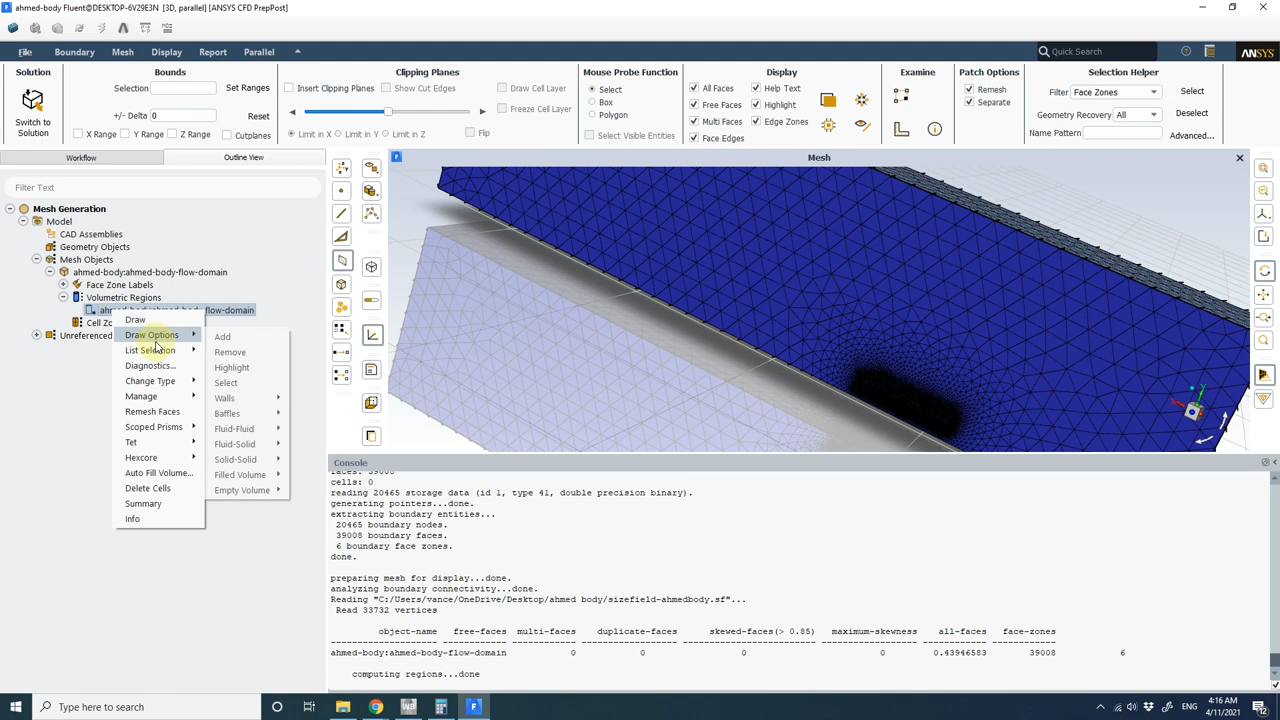 ahmed-body Fluent@DESKTOP-6V29E3N [3D, parallel] [ANSYS CFD PrepPost]
File Boundary Mesh Display Report Parallel
Quick Search
ANSYS
Solution
Switch to
Solution
Bounds
Selection
Set Ranges
+/- Delta 0
Reset
X Range Y Range Z Range Cutplanes
Clipping Planes
Insert Clipping Planes Show Cut Edges Draw Cell Layer
Freeze Cell Layer
Limit in X Limit in Y Limit in Z Flip
Mouse Probe Function
Select
Box
Polygon
Select Visible Entities
Display
All Faces Help Text
Free Faces Highlight
Multi Faces Edge Zones
Face Edges
Examine
Patch Options
Remesh
Separate
Selection Helper
Filter Face Zones Select
Geometry Recovery All Deselect
Name Pattern Advanced...
Workflow Outline View
Filter Text
Mesh Generation
Model
CAD Assemblies
Geometry Objects
Mesh Objects
ahmed-body:ahmed-body-flow-domain
Face Zone Labels
Volumetric Regions
ahmed-body:ahmed-body-flow-domain
Cell Zo
Unreferenced
Draw
Draw Options
List Selection
Diagnostics...
Change Type
Manage
Remesh Faces
Scoped Prisms
Tet
Hexcore
Auto Fill Volume...
Delete Cells
Summary
Info
Add
Remove
Highlight
Select
Walls
Baffles
Fluid-Fluid
Fluid-Solid
Solid-Solid
Filled Volume
Empty Volume
Mesh
Console
faces: 39008
cells: 0
reading 20465 storage data (id 1, type 41, double precision binary).
generating pointers...done.
extracting boundary entities...
20465 boundary nodes.
39008 boundary faces.
6 boundary face zones.
done.
preparing mesh for display...done.
analyzing boundary connectivity...done.
Reading "C:/Users/vance/OneDrive/Desktop/ahmed body/sizefield-ahmedbody.sf"...
Read 33732 vertices
object-name free-faces multi-faces duplicate-faces skewed-faces(> 0.85) maximum-skewness all-faces face-zones
ahmed-body:ahmed-body-flow-domain 0 0 0 0 0.43946583 39008 6
computing regions...done
Type here to search
ENG
4:16 AM
4/11/2021